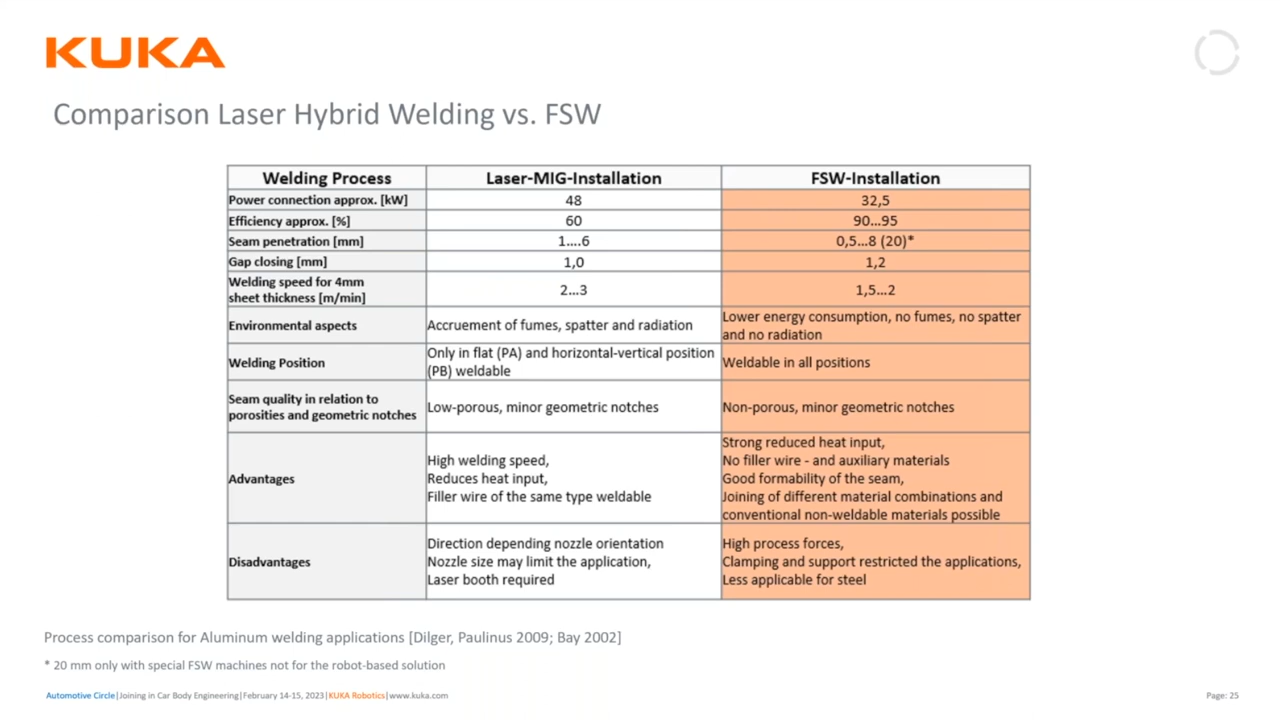 KUKA
Comparison Laser Hybrid Welding vs. FSW
Welding Process Laser-MIG-Installation FSW-Installation
Power connection approx. [kW] 48 32,5
Efficiency approx. [%] 60 90...95
Seam penetration [mm] 1....6 0,5...8 (20)*
Gap closing [mm] 1,0 1,2
Welding speed for 4mm
sheet thickness [m/min] 2...3 1,5...2
Environmental aspects Accruement of fumes, spatter and radiation Lower energy consumption, no fumes, no spatter
and no radiation
Welding Position Only in flat (PA) and horizontal-vertical position
(PB) weldable Weldable in all positions
Seam quality in relation to
porosities and geometric notches Low-porous, minor geometric notches Non-porous, minor geometric notches
Advantages
High welding speed,
Reduces heat input,
Filler wire of the same type weldable
Strong reduced heat input,
No filler wire - and auxiliary materials
Good formability of the seam,
Joining of different material combinations and
conventional non-weldable materials possible
Disadvantages
Direction depending nozzle orientation
Nozzle size may limit the application,
Laser booth required
High process forces,
Clamping and support restricted the applications,
Less applicable for steel
Process comparison for Aluminum welding applications [Dilger, Paulinus 2009; Bay 2002]
* 20 mm only with special FSW machines not for the robot-based solution
Automotive Circle|Joining in Car Body Engineering|February 14-15, 2023|KUKA Robotics|www.kuka.com
Page: 25